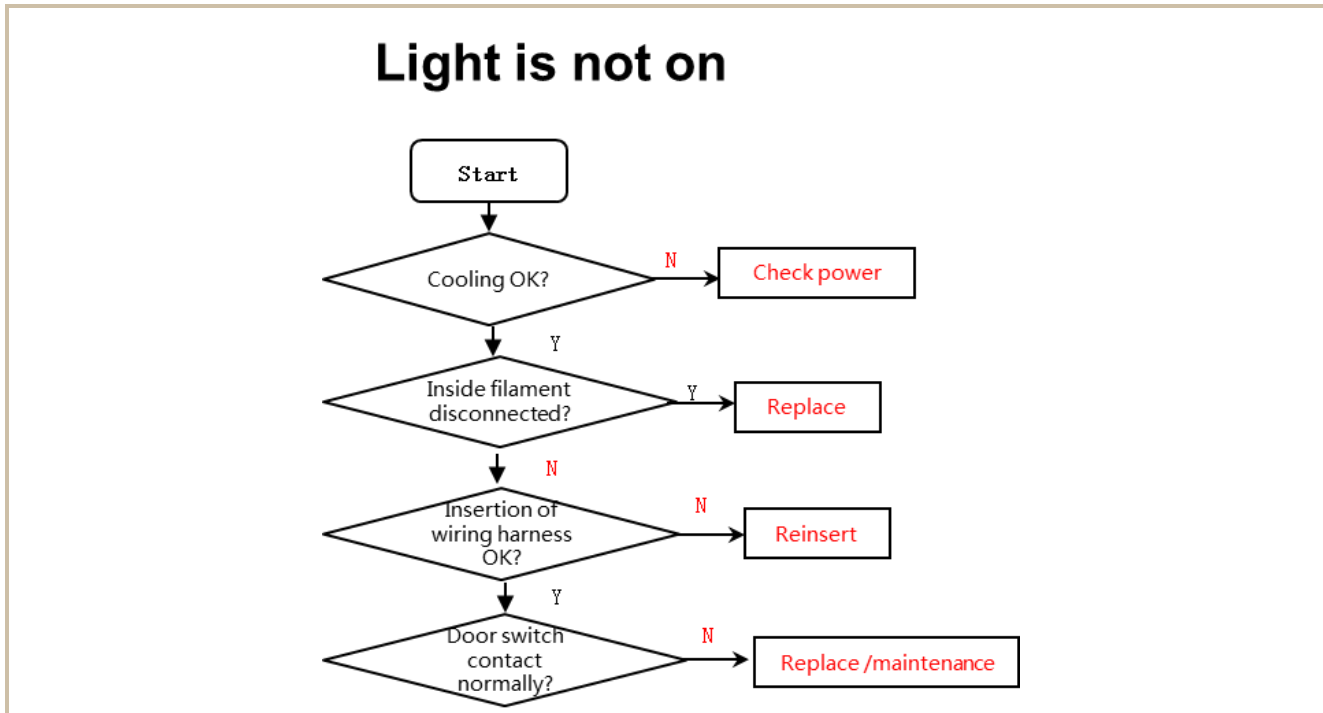 Light is not on
Start
Cooling OK?
N
Check power
Y
Inside filament
disconnected?
Y
Replace
N
Insertion of
wiring harness
OK?
N
Reinsert
Y
Door switch
contact
normally?
N
Replace /maintenance